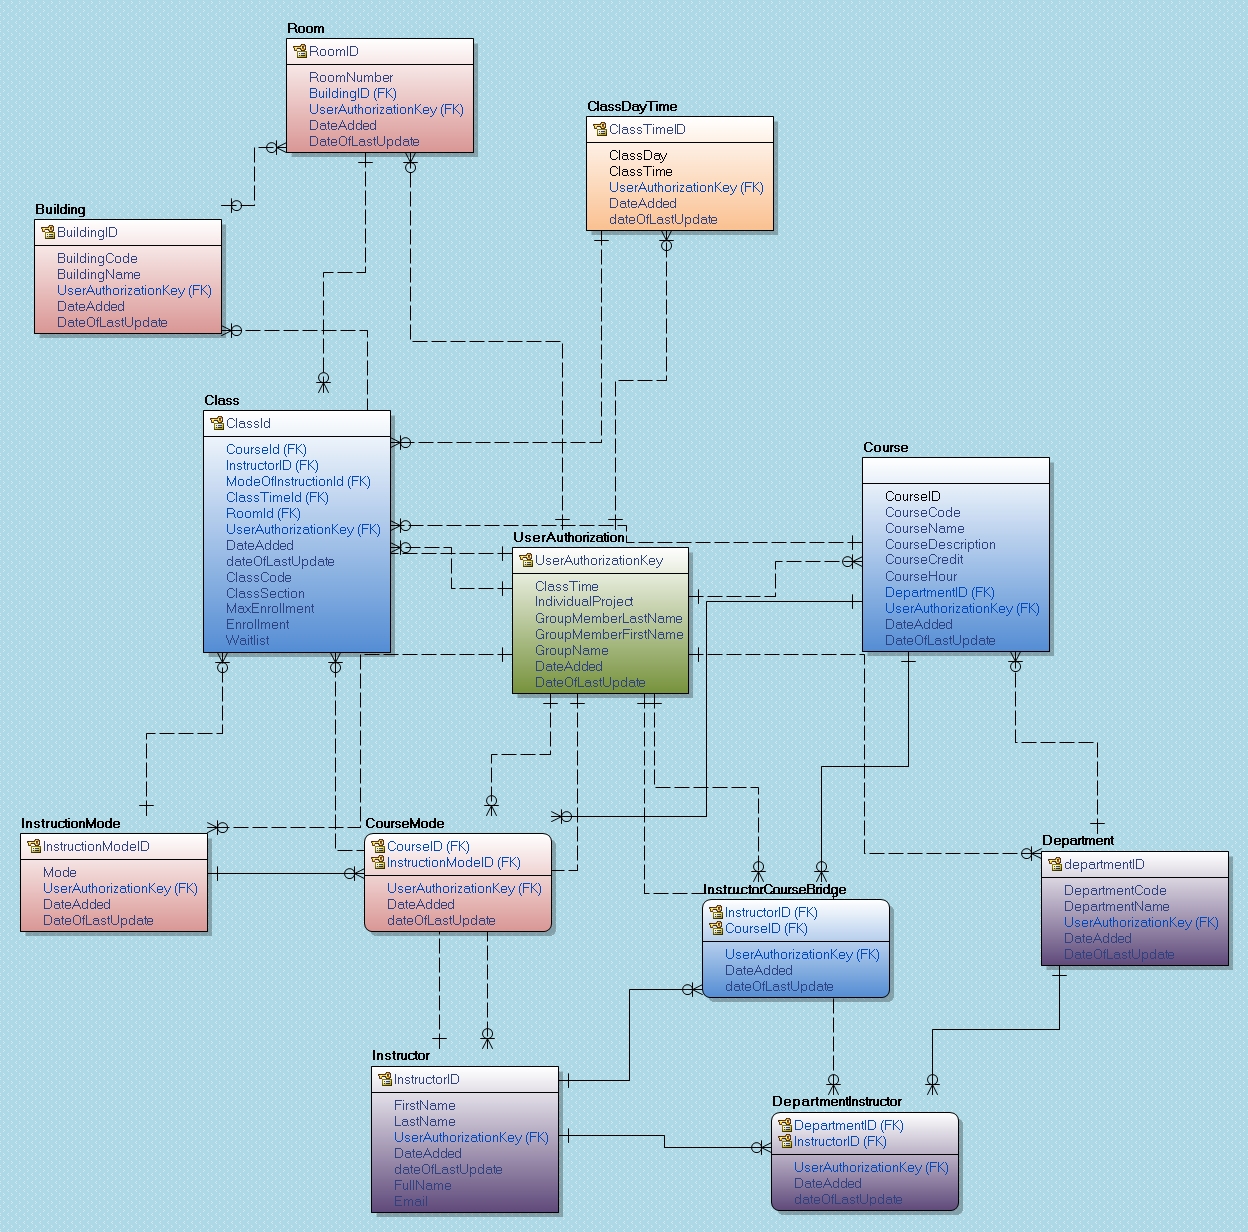 Room
RoomID
RoomNumber
BuildingID (FK)
UserAuthorizationKey (FK)
DateAdded
DateOfLastUpdate
ClassDayTime
ClassTimeID
ClassDay
ClassTime
UserAuthorizationKey (FK)
DateAdded
dateOfLastUpdate
Building
BuildingID
BuildingCode
BuildingName
UserAuthorizationKey (FK)
DateAdded
DateOfLastUpdate
Class
ClassId
CourseId (FK)
InstructorID (FK)
ModeOfInstructionId (FK)
ClassTimeId (FK)
RoomId (FK)
UserAuthorizationKey (FK)
DateAdded
dateOfLastUpdate
ClassCode
ClassSection
MaxEnrollment
Enrollment
Waitlist
Course
CourseID
CourseCode
CourseName
CourseDescription
CourseCredit
CourseHour
DepartmentID (FK)
UserAuthorizationKey (FK)
DateAdded
DateOfLastUpdate
UserAuthorization
UserAuthorizationKey
ClassTime
IndividualProject
GroupMemberLastName
GroupMemberFirstName
GroupName
DateAdded
DateOfLastUpdate
InstructionMode
InstructionModeID
Mode
UserAuthorizationKey (FK)
DateAdded
DateOfLastUpdate
CourseMode
CourseID (FK)
InstructionModeID (FK)
UserAuthorizationKey (FK)
DateAdded
dateOfLastUpdate
InstructorCourseBridge
InstructorID (FK)
CourseID (FK)
UserAuthorizationKey (FK)
DateAdded
dateOfLastUpdate
Department
departmentID
DepartmentCode
DepartmentName
UserAuthorizationKey (FK)
DateAdded
DateOfLastUpdate
Instructor
InstructorID
FirstName
LastName
UserAuthorizationKey (FK)
DateAdded
dateOfLastUpdate
FullName
Email
DepartmentInstructor
DepartmentID (FK)
InstructorID (FK)
UserAuthorizationKey (FK)
DateAdded
dateOfLastUpdate